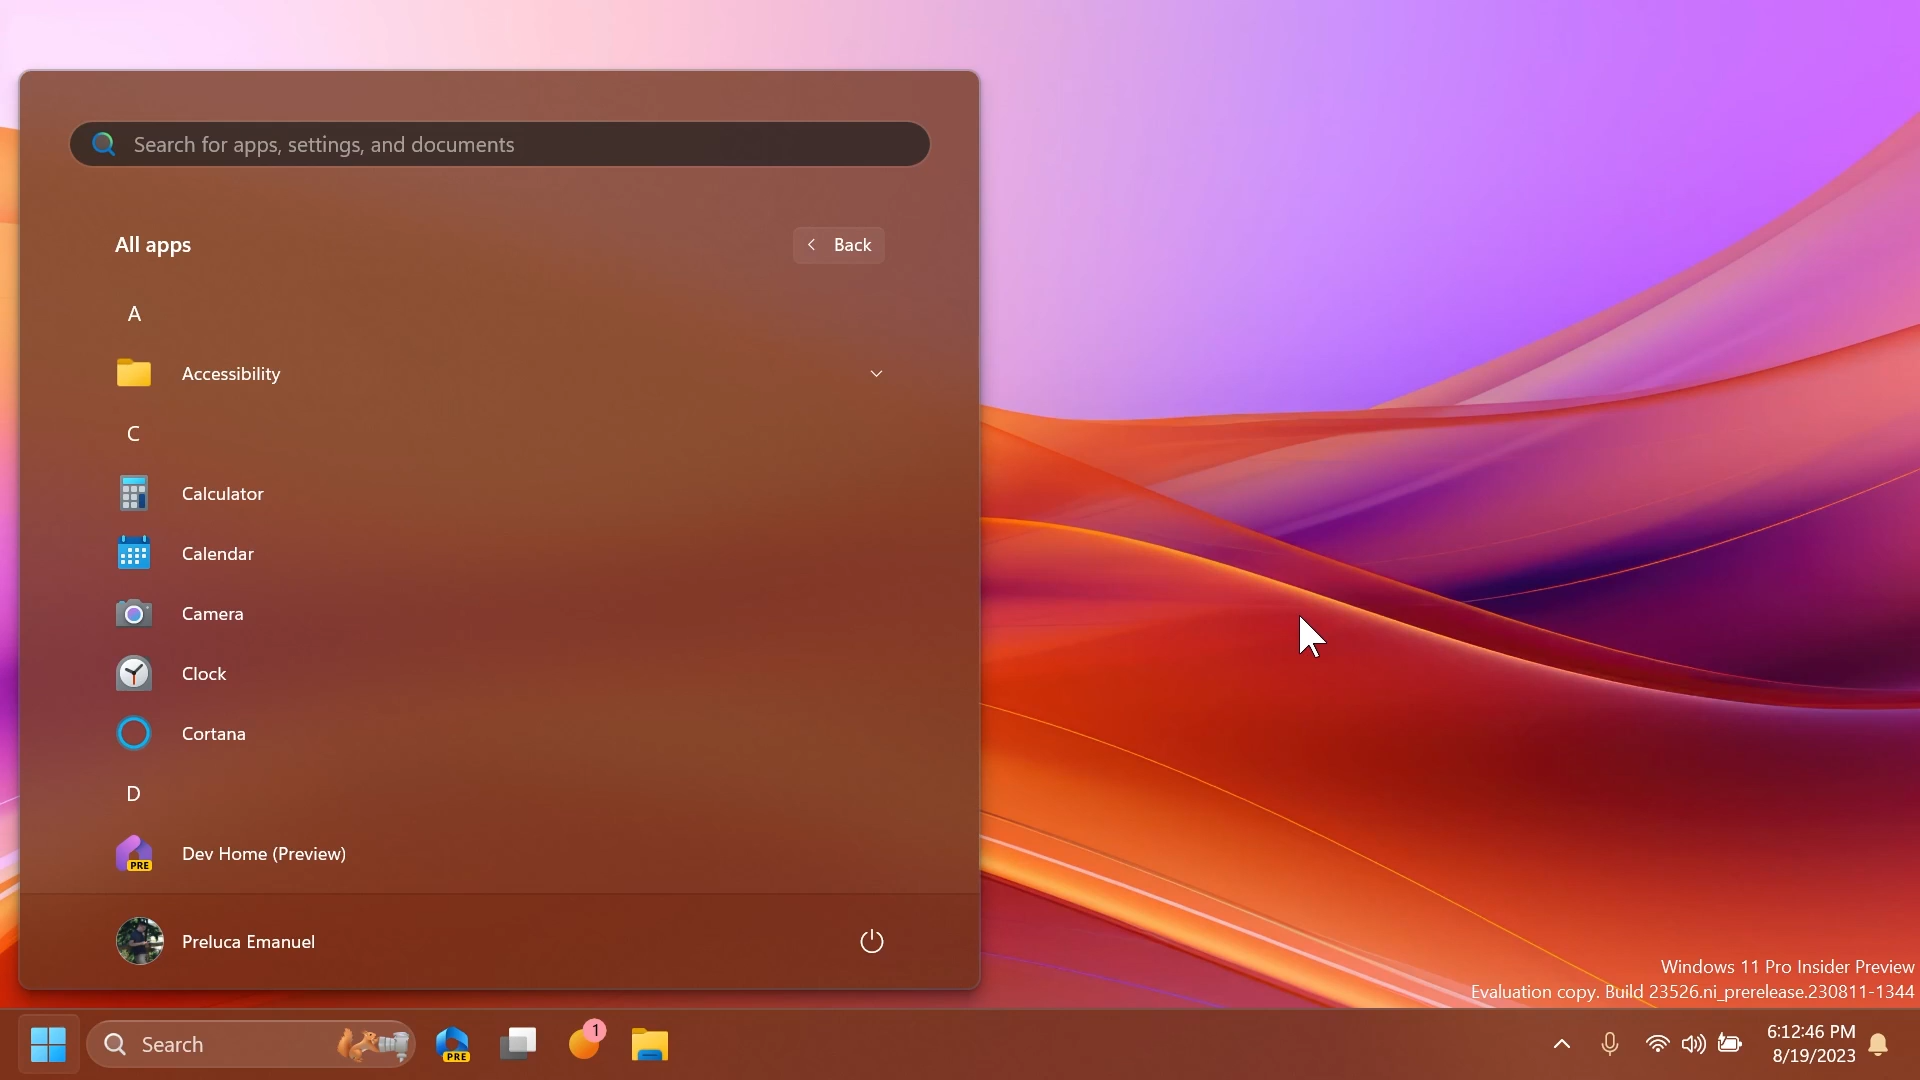 Search for apps, settings, and documents
All apps
Back
A
Accessibility
C
Calculator
Calendar
Camera
Clock
Cortana
D
PRE
Dev Home (Preview)
Preluca Emanuel
Windows 11 Pro Insider Preview
Evaluation copy. Build 23526.ni_prerelease.230811-1344
Search
PRE
1
6:12:46 PM
8/19/2023